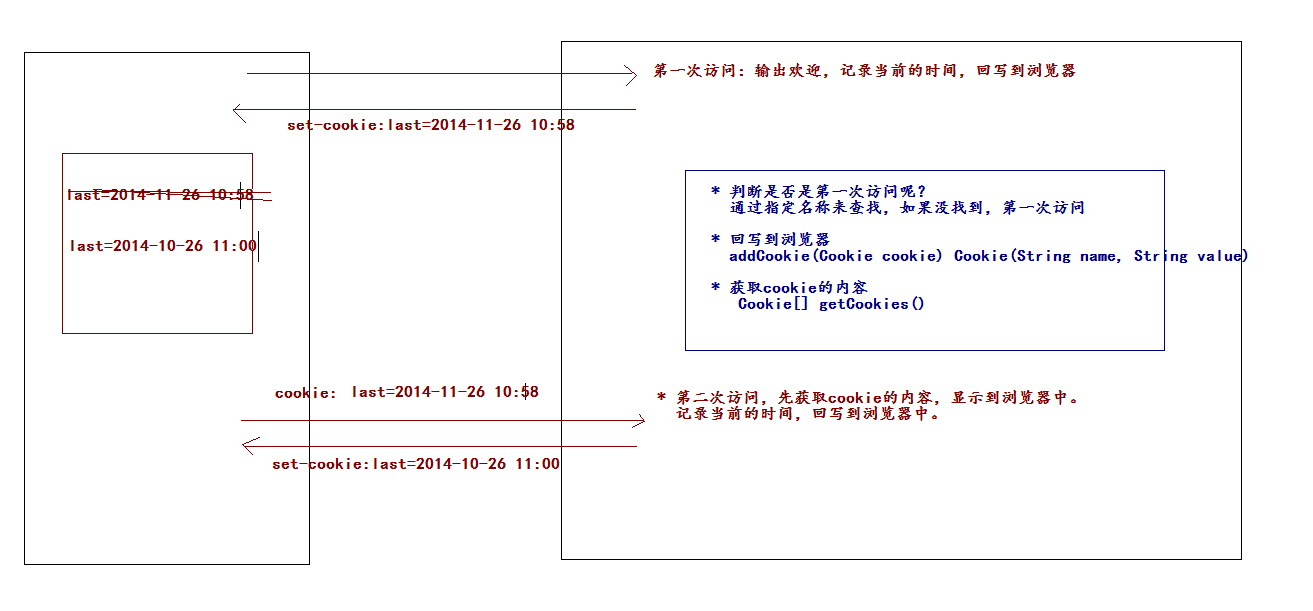 第一次访问: 输出欢迎, 记录当前的时间, 回写到浏览器
set-cookie:last=2014-11-26 10:58
last=2014-11-26 10:58
last=2014-10-26 11:00
* 判断是否是第一次访问呢?
通过指定名称来查找, 如果没找到, 第一次访问
* 回写到浏览器
addCookie(Cookie cookie) Cookie(String name, String value)
* 获取cookie的内容
Cookie[] getCookies()
cookie: last=2014-11-26 10:58
* 第二次访问, 先获取cookie的内容, 显示到浏览器中。
记录当前的时间, 回写到浏览器中。
set-cookie:last=2014-10-26 11:00